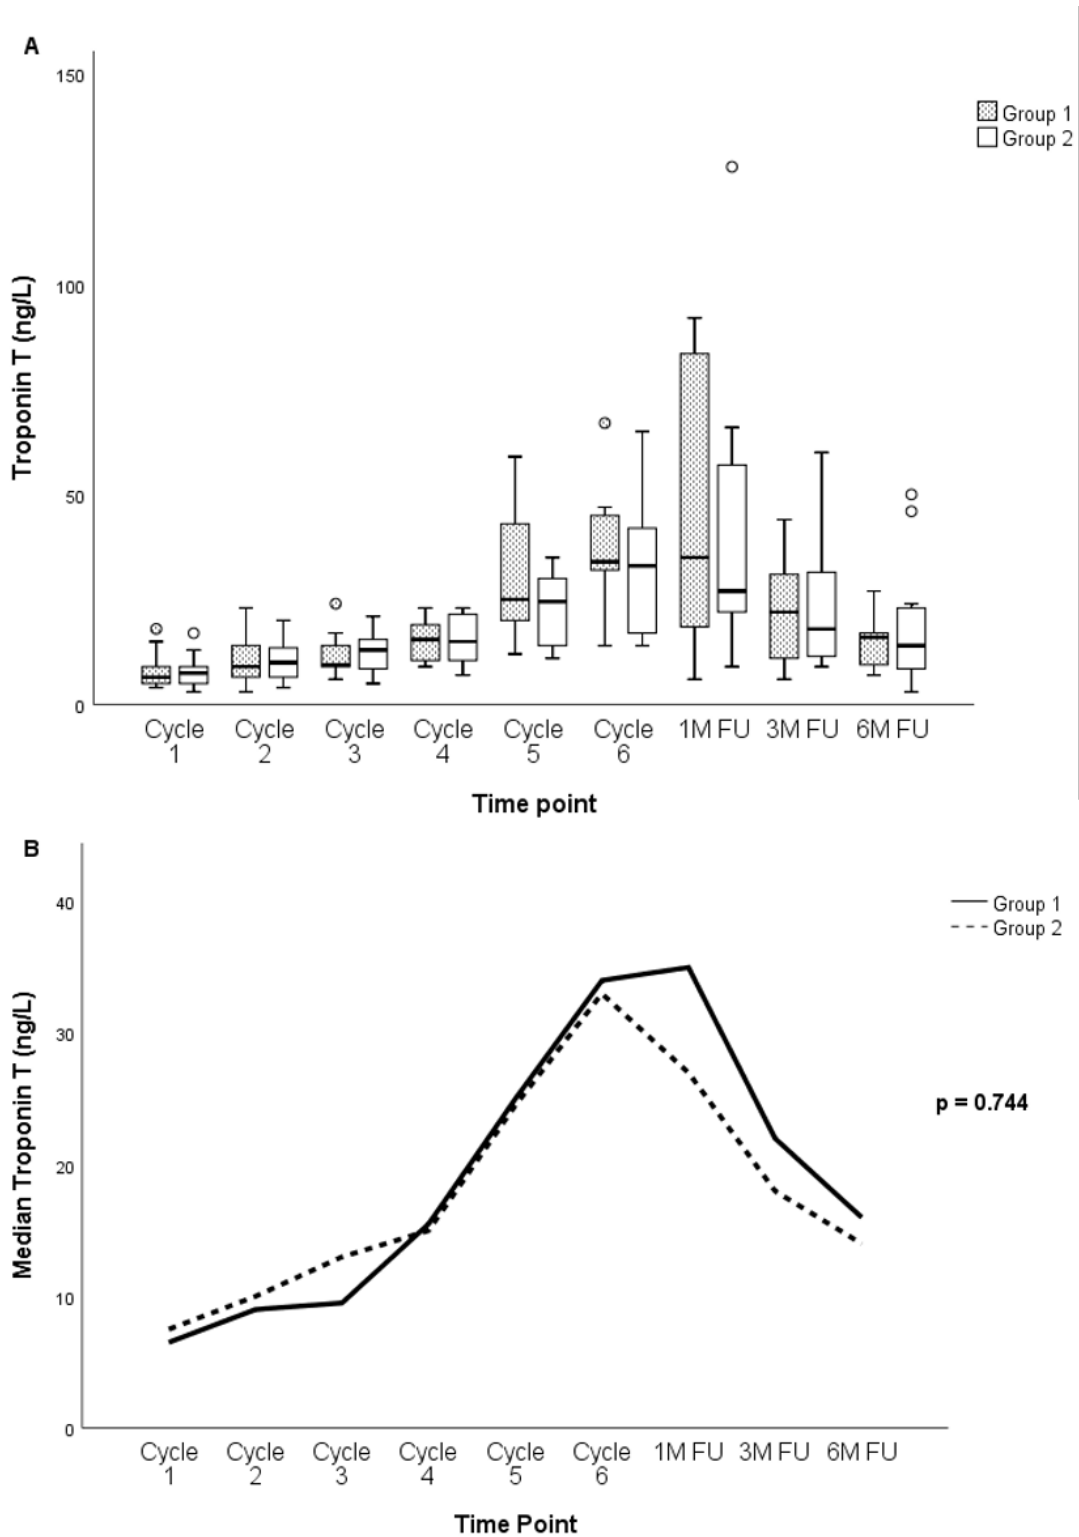 A
150
100
50
0
Troponin T (ng/L)
Group 1
Group 2
Cycle 1
Cycle 2
Cycle 3
Cycle 4
Cycle 5
Cycle 6
1M FU
3M FU
6M FU
Time point
B
40
30
20
10
0
Median Troponin T (ng/L)
Group 1
Group 2
p = 0.744
Cycle 1
Cycle 2
Cycle 3
Cycle 4
Cycle 5
Cycle 6
1M FU
3M FU
6M FU
Time Point